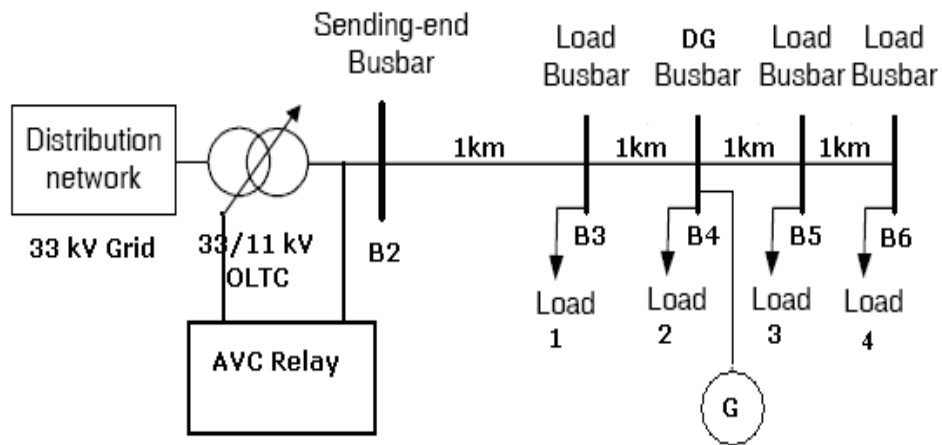 Sending-end
Busbar
Load
Busbar
DG
Busbar
Load
Busbar
Load
Busbar
Distribution
network
1km
1km
1km
1km
33 kV Grid
33/11 kV
OLTC
B2
B3
B4
B5
B6
Load
1
Load
2
Load
3
Load
4
AVC Relay
G